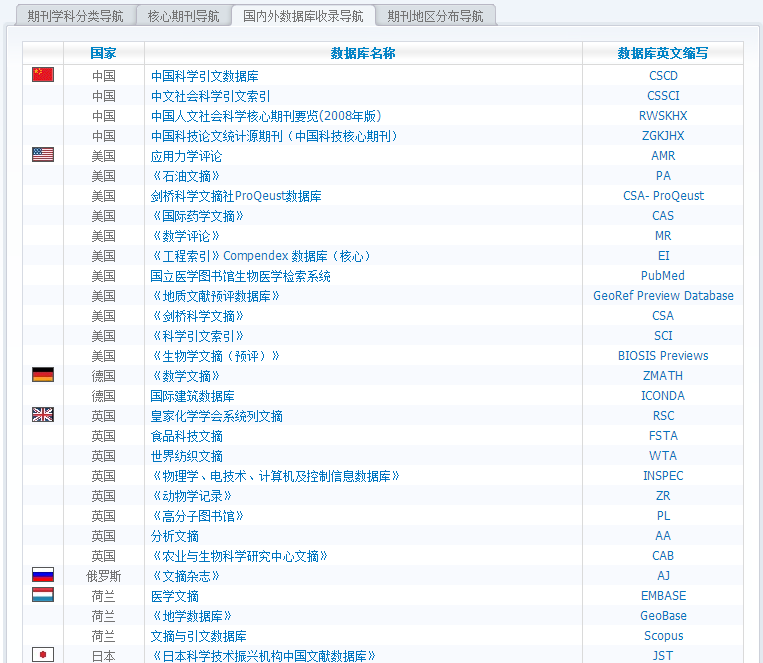 期刊学科分类导航 核心期刊导航 国内外数据库收录导航 期刊地区分布导航
国家 数据库名称 数据库英文缩写
中国 中国科学引文数据库 CSCD
中国 中文社会科学引文索引 CSSCI
中国 中国人文社会科学核心期刊要览(2008年版) RWSKHX
中国 中国科技论文统计源期刊（中国科技核心期刊） ZGKJHX
美国 应用力学评论 AMR
美国 《石油文摘》 PA
美国 剑桥科学文摘社ProQeust数据库 CSA- ProQeust
美国 《国际药学文摘》 CAS
美国 《数学评论》 MR
美国 《工程索引》Compendex 数据库（核心） EI
美国 国立医学图书馆生物医学检索系统 PubMed
美国 《地质文献预评数据库》 GeoRef Preview Database
美国 《剑桥科学文摘》 CSA
美国 《科学引文索引》 SCI
美国 《生物学文摘（预评）》 BIOSIS Previews
德国 《数学文摘》 ZMATH
德国 国际建筑数据库 ICONDA
英国 皇家化学学会系统列文摘 RSC
英国 食品科技文摘 FSTA
英国 世界纺织文摘 WTA
英国 《物理学、电技术、计算机及控制信息数据库》 INSPEC
英国 《动物学记录》 ZR
英国 《高分子图书馆》 PL
英国 分析文摘 AA
英国 《农业与生物科学研究中心文摘》 CAB
俄罗斯 《文摘杂志》 AJ
荷兰 医学文摘 EMBASE
荷兰 《地学数据库》 GeoBase
荷兰 文摘与引文数据库 Scopus
日本 《日本科学技术振兴机构中国文献数据库》 JST